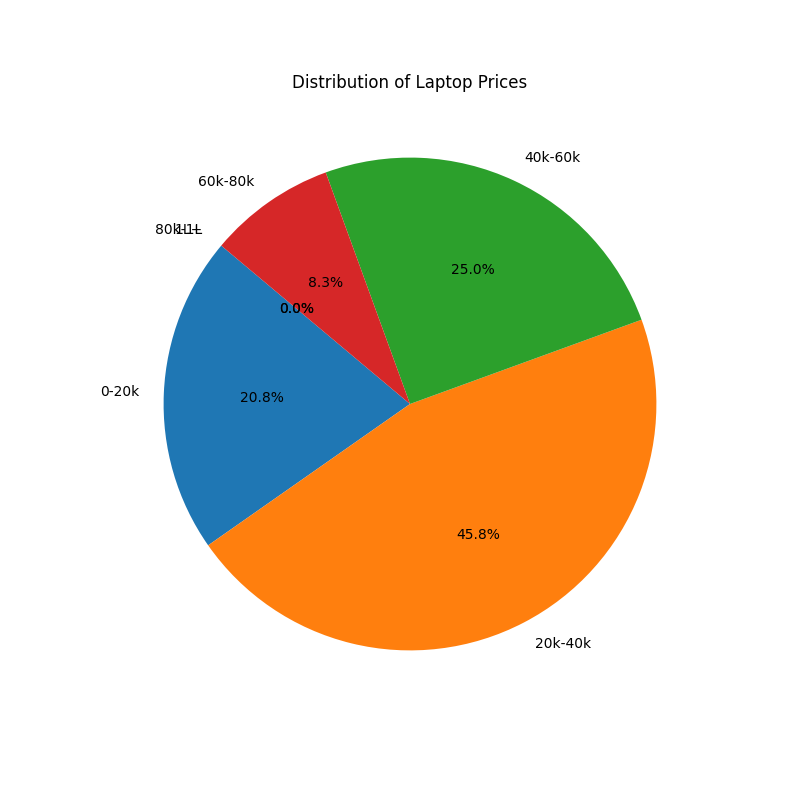 Distribution of Laptop Prices
40k-60k
60k-80k
25.0%
8.3%
0.0%
0-20k
20.8%
45.8%
20k-40k